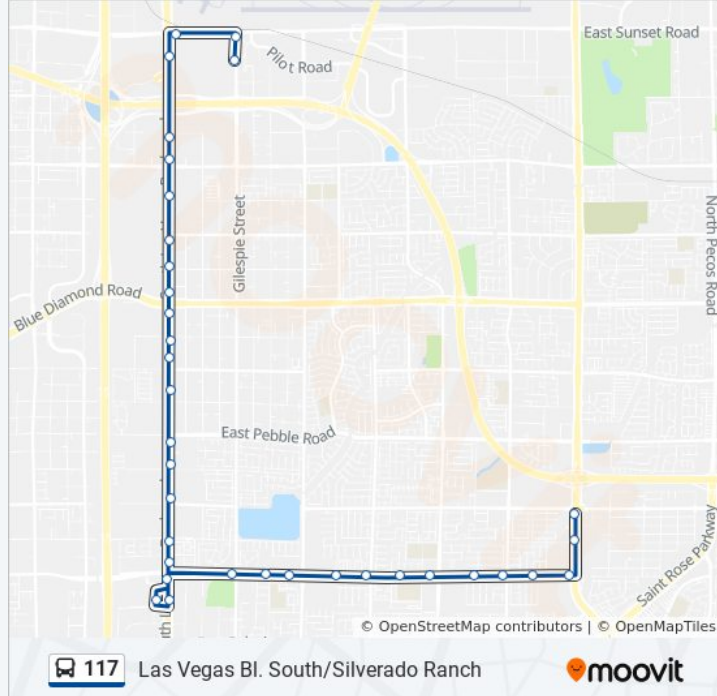 East Sunset Road
Pilot Road
Gilespie Street
North Pecos Road
Blue Diamond Road
East Pebble Road
Saint Rose Parkway
© OpenStreetMap contributors | © OpenMapTiles
117 Las Vegas Bl. South/Silverado Ranch
moovit